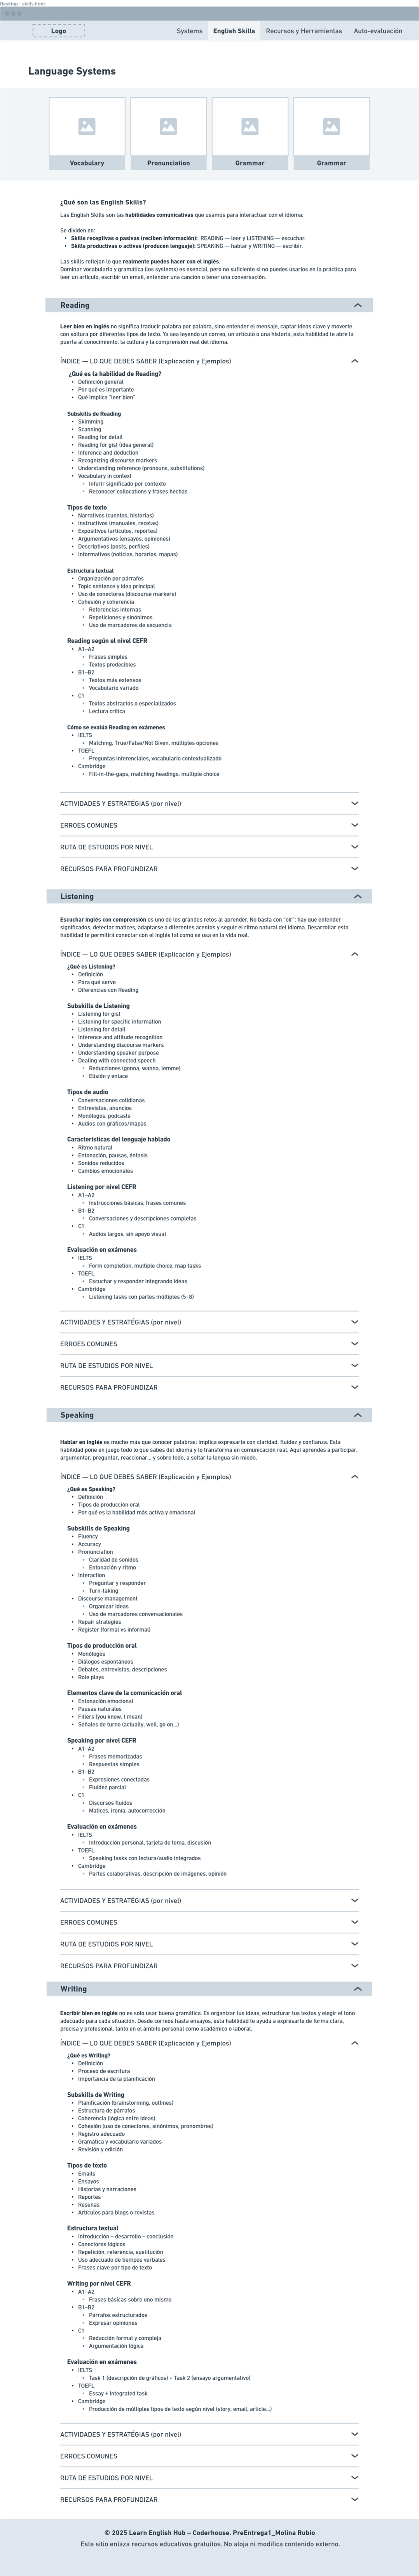 Desktop - skills.html
Logo
Systems
English Skills
Recursos y Herramientas
Auto-evaluación
Language Systems
Vocabulary
Pronunciation
Grammar
Grammar
¿Qué son las English Skills?
Las English Skills son las habilidades comunicativas que usamos para interactuar con el idioma:
Se dividen en:
• Skills receptivas o pasivas (reciben información): READING — leer y LISTENING — escuchar.
• Skills productivas o activas (producen lenguaje): SPEAKING — hablar y WRITING — escribir.
Las skills reflejan lo que realmente puedes hacer con el inglés.
Dominar vocabulario y gramática (los systems) es esencial, pero no suficiente si no puedes usarlos en la práctica para
leer un artículo, escribir un email, entender una canción o tener una conversación.
Reading
Leer bien en inglés no significa traducir palabra por palabra, sino entender el mensaje, captar ideas clave y moverte
con soltura por diferentes tipos de texto. Ya sea leyendo un correo, un artículo o una historia, esta habilidad te abre la
puerta al conocimiento, la cultura y la comprensión real del idioma.
ÍNDICE — LO QUE DEBES SABER (Explicación y Ejemplos)
¿Qué es la habilidad de Reading?
• Definición general
• Por qué es importante
• Qué implica "leer bien"
Subskills de Reading
• Skimming
• Scanning
• Reading for detail
• Reading for gist (idea general)
• Inference and deduction
• Recognizing discourse markers
• Understanding reference (pronouns, substitutions)
• Vocabulary in context
◦ Inferir significado por contexto
◦ Reconocer collocations y frases hechas
Tipos de texto
• Narrativos (cuentos, historias)
• Instructivos (manuales, recetas)
• Expositivos (artículos, reportes)
• Argumentativos (ensayos, opiniones)
• Descriptivos (posts, perfiles)
• Informativos (noticias, horarios, mapas)
Estructura textual
• Organización por párrafos
• Topic sentence y idea principal
• Uso de conectores (discourse markers)
• Cohesión y coherencia
◦ Referencias internas
◦ Repeticiones y sinónimos
◦ Uso de marcadores de secuencia
Reading según el nivel CEFR
• A1–A2
◦ Frases simples
◦ Textos predecibles
• B1–B2
◦ Textos más extensos
◦ Vocabulario variado
• C1
◦ Textos abstractos o especializados
◦ Lectura crítica
Cómo se evalúa Reading en exámenes
• IELTS
◦ Matching, True/False/Not Given, múltiples opciones
• TOEFL
◦ Preguntas inferenciales, vocabulario contextualizado
• Cambridge
◦ Fill-in-the-gaps, matching headings, multiple choice
ACTIVIDADES Y ESTRATÉGIAS (por nivel)
ERROES COMUNES
RUTA DE ESTUDIOS POR NIVEL
RECURSOS PARA PROFUNDIZAR
Listening
Escuchar inglés con comprensión es uno de los grandes retos al aprender. No basta con "oír": hay que entender
significados, detectar matices, adaptarse a diferentes acentos y seguir el ritmo natural del idioma. Desarrollar esta
habilidad te permitirá conectar con el inglés tal como se usa en la vida real.
ÍNDICE — LO QUE DEBES SABER (Explicación y Ejemplos)
¿Qué es Listening?
• Definición
• Para qué sirve
• Diferencias con Reading
Subskills de Listening
• Listening for gist
• Listening for specific information
• Listening for detail
• Inference and attitude recognition
• Understanding discourse markers
• Understanding speaker purpose
• Dealing with connected speech
◦ Reducciones (gonna, wanna, lemme)
◦ Elisión y enlace
Tipos de audio
• Conversaciones cotidianas
• Entrevistas, anuncios
• Monólogos, podcasts
• Audios con gráficos/mapas
Características del lenguaje hablado
• Ritmo natural
• Entonación, pausas, énfasis
• Sonidos reducidos
• Cambios emocionales
Listening por nivel CEFR
• A1–A2
◦ Instrucciones básicas, frases comunes
• B1–B2
◦ Conversaciones y descripciones completas
• C1
◦ Audios largos, sin apoyo visual
Evaluación en exámenes
• IELTS
◦ Form completion, multiple choice, map tasks
• TOEFL
◦ Escuchar y responder integrando ideas
• Cambridge
◦ Listening tasks con partes múltiples (5–8)
ACTIVIDADES Y ESTRATÉGIAS (por nivel)
ERROES COMUNES
RUTA DE ESTUDIOS POR NIVEL
RECURSOS PARA PROFUNDIZAR
Speaking
Hablar en inglés es mucho más que conocer palabras: implica expresarte con claridad, fluidez y confianza. Esta
habilidad pone en juego todo lo que sabes del idioma y lo transforma en comunicación real. Aquí aprendes a participar,
argumentar, preguntar, reaccionar… y sobre todo, a soltar la lengua sin miedo.
ÍNDICE — LO QUE DEBES SABER (Explicación y Ejemplos)
¿Qué es Speaking?
• Definición
• Tipos de producción oral
• Por qué es la habilidad más activa y emocional
Subskills de Speaking
• Fluency
• Accuracy
• Pronunciation
◦ Claridad de sonidos
◦ Entonación y ritmo
• Interaction
◦ Preguntar y responder
◦ Turn-taking
• Discourse management
◦ Organizar ideas
◦ Uso de marcadores conversacionales
• Repair strategies
• Register (formal vs informal)
Tipos de producción oral
• Monólogos
• Diálogos espontáneos
• Debates, entrevistas, descripciones
• Role plays
Elementos clave de la comunicación oral
• Entonación emocional
• Pausas naturales
• Fillers (you know, I mean)
• Señales de turno (actually, well, go on…)
Speaking por nivel CEFR
• A1–A2
◦ Frases memorizadas
◦ Respuestas simples
• B1–B2
◦ Expresiones conectadas
◦ Fluidez parcial
• C1
◦ Discursos fluidos
◦ Matices, ironía, autocorrección
Evaluación en exámenes
• IELTS
◦ Introducción personal, tarjeta de tema, discusión
• TOEFL
◦ Speaking tasks con lectura/audio integrados
• Cambridge
◦ Partes colaborativas, descripción de imágenes, opinión
ACTIVIDADES Y ESTRATÉGIAS (por nivel)
ERROES COMUNES
RUTA DE ESTUDIOS POR NIVEL
RECURSOS PARA PROFUNDIZAR
Writing
Escribir bien en inglés no es solo usar buena gramática. Es organizar tus ideas, estructurar tus textos y elegir el tono
adecuado para cada situación. Desde correos hasta ensayos, esta habilidad te ayuda a expresarte de forma clara,
precisa y profesional, tanto en el ámbito personal como académico o laboral.
ÍNDICE — LO QUE DEBES SABER (Explicación y Ejemplos)
¿Qué es Writing?
• Definición
• Proceso de escritura
• Importancia de la planificación
Subskills de Writing
• Planificación (brainstorming, outlines)
• Estructura de párrafos
• Coherencia (lógica entre ideas)
• Cohesión (uso de conectores, sinónimos, pronombres)
• Registro adecuado
• Gramática y vocabulario variados
• Revisión y edición
Tipos de texto
• Emails
• Ensayos
• Historias y narraciones
• Reportes
• Reseñas
• Artículos para blogs o revistas
Estructura textual
• Introducción – desarrollo – conclusión
• Conectores lógicos
• Repetición, referencia, sustitución
• Uso adecuado de tiempos verbales
• Frases clave por tipo de texto
Writing por nivel CEFR
• A1–A2
◦ Frases básicas sobre uno mismo
• B1–B2
◦ Párrafos estructurados
◦ Expresar opiniones
• C1
◦ Redacción formal y compleja
◦ Argumentación lógica
Evaluación en exámenes
• IELTS
◦ Task 1 (descripción de gráficos) + Task 2 (ensayo argumentativo)
• TOEFL
◦ Essay + Integrated task
• Cambridge
◦ Producción de múltiples tipos de texto según nivel (story, email, article…)
ACTIVIDADES Y ESTRATÉGIAS (por nivel)
ERROES COMUNES
RUTA DE ESTUDIOS POR NIVEL
RECURSOS PARA PROFUNDIZAR
© 2025 Learn English Hub – Coderhouse. PreEntrega1_Molina Rubio
Este sitio enlaza recursos educativos gratuitos. No aloja ni modifica contenido externo.